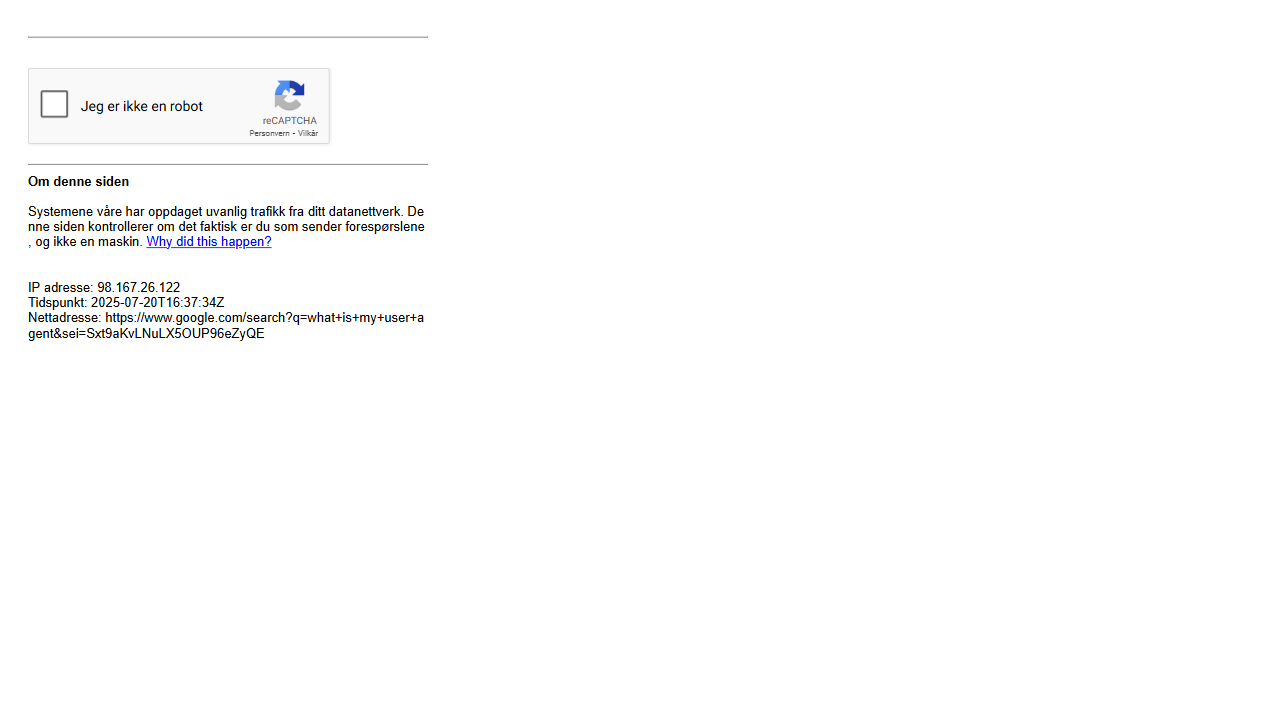 Jeg er ikke en robot
reCAPTCHA
Personvern - Vilkår
Om denne siden
Systemene våre har oppdaget uvanlig trafikk fra ditt datanettverk. De
nne siden kontrollerer om det faktisk er du som sender forespørslene
, og ikke en maskin. Why did this happen?
IP adresse: 98.167.26.122
Tidspunkt: 2025-07-20T16:37:34Z
Nettadresse: https://www.google.com/search?q=what+is+my+user+a
gent&sei=Sxt9aKvLNuLX5OUP96eZyQE